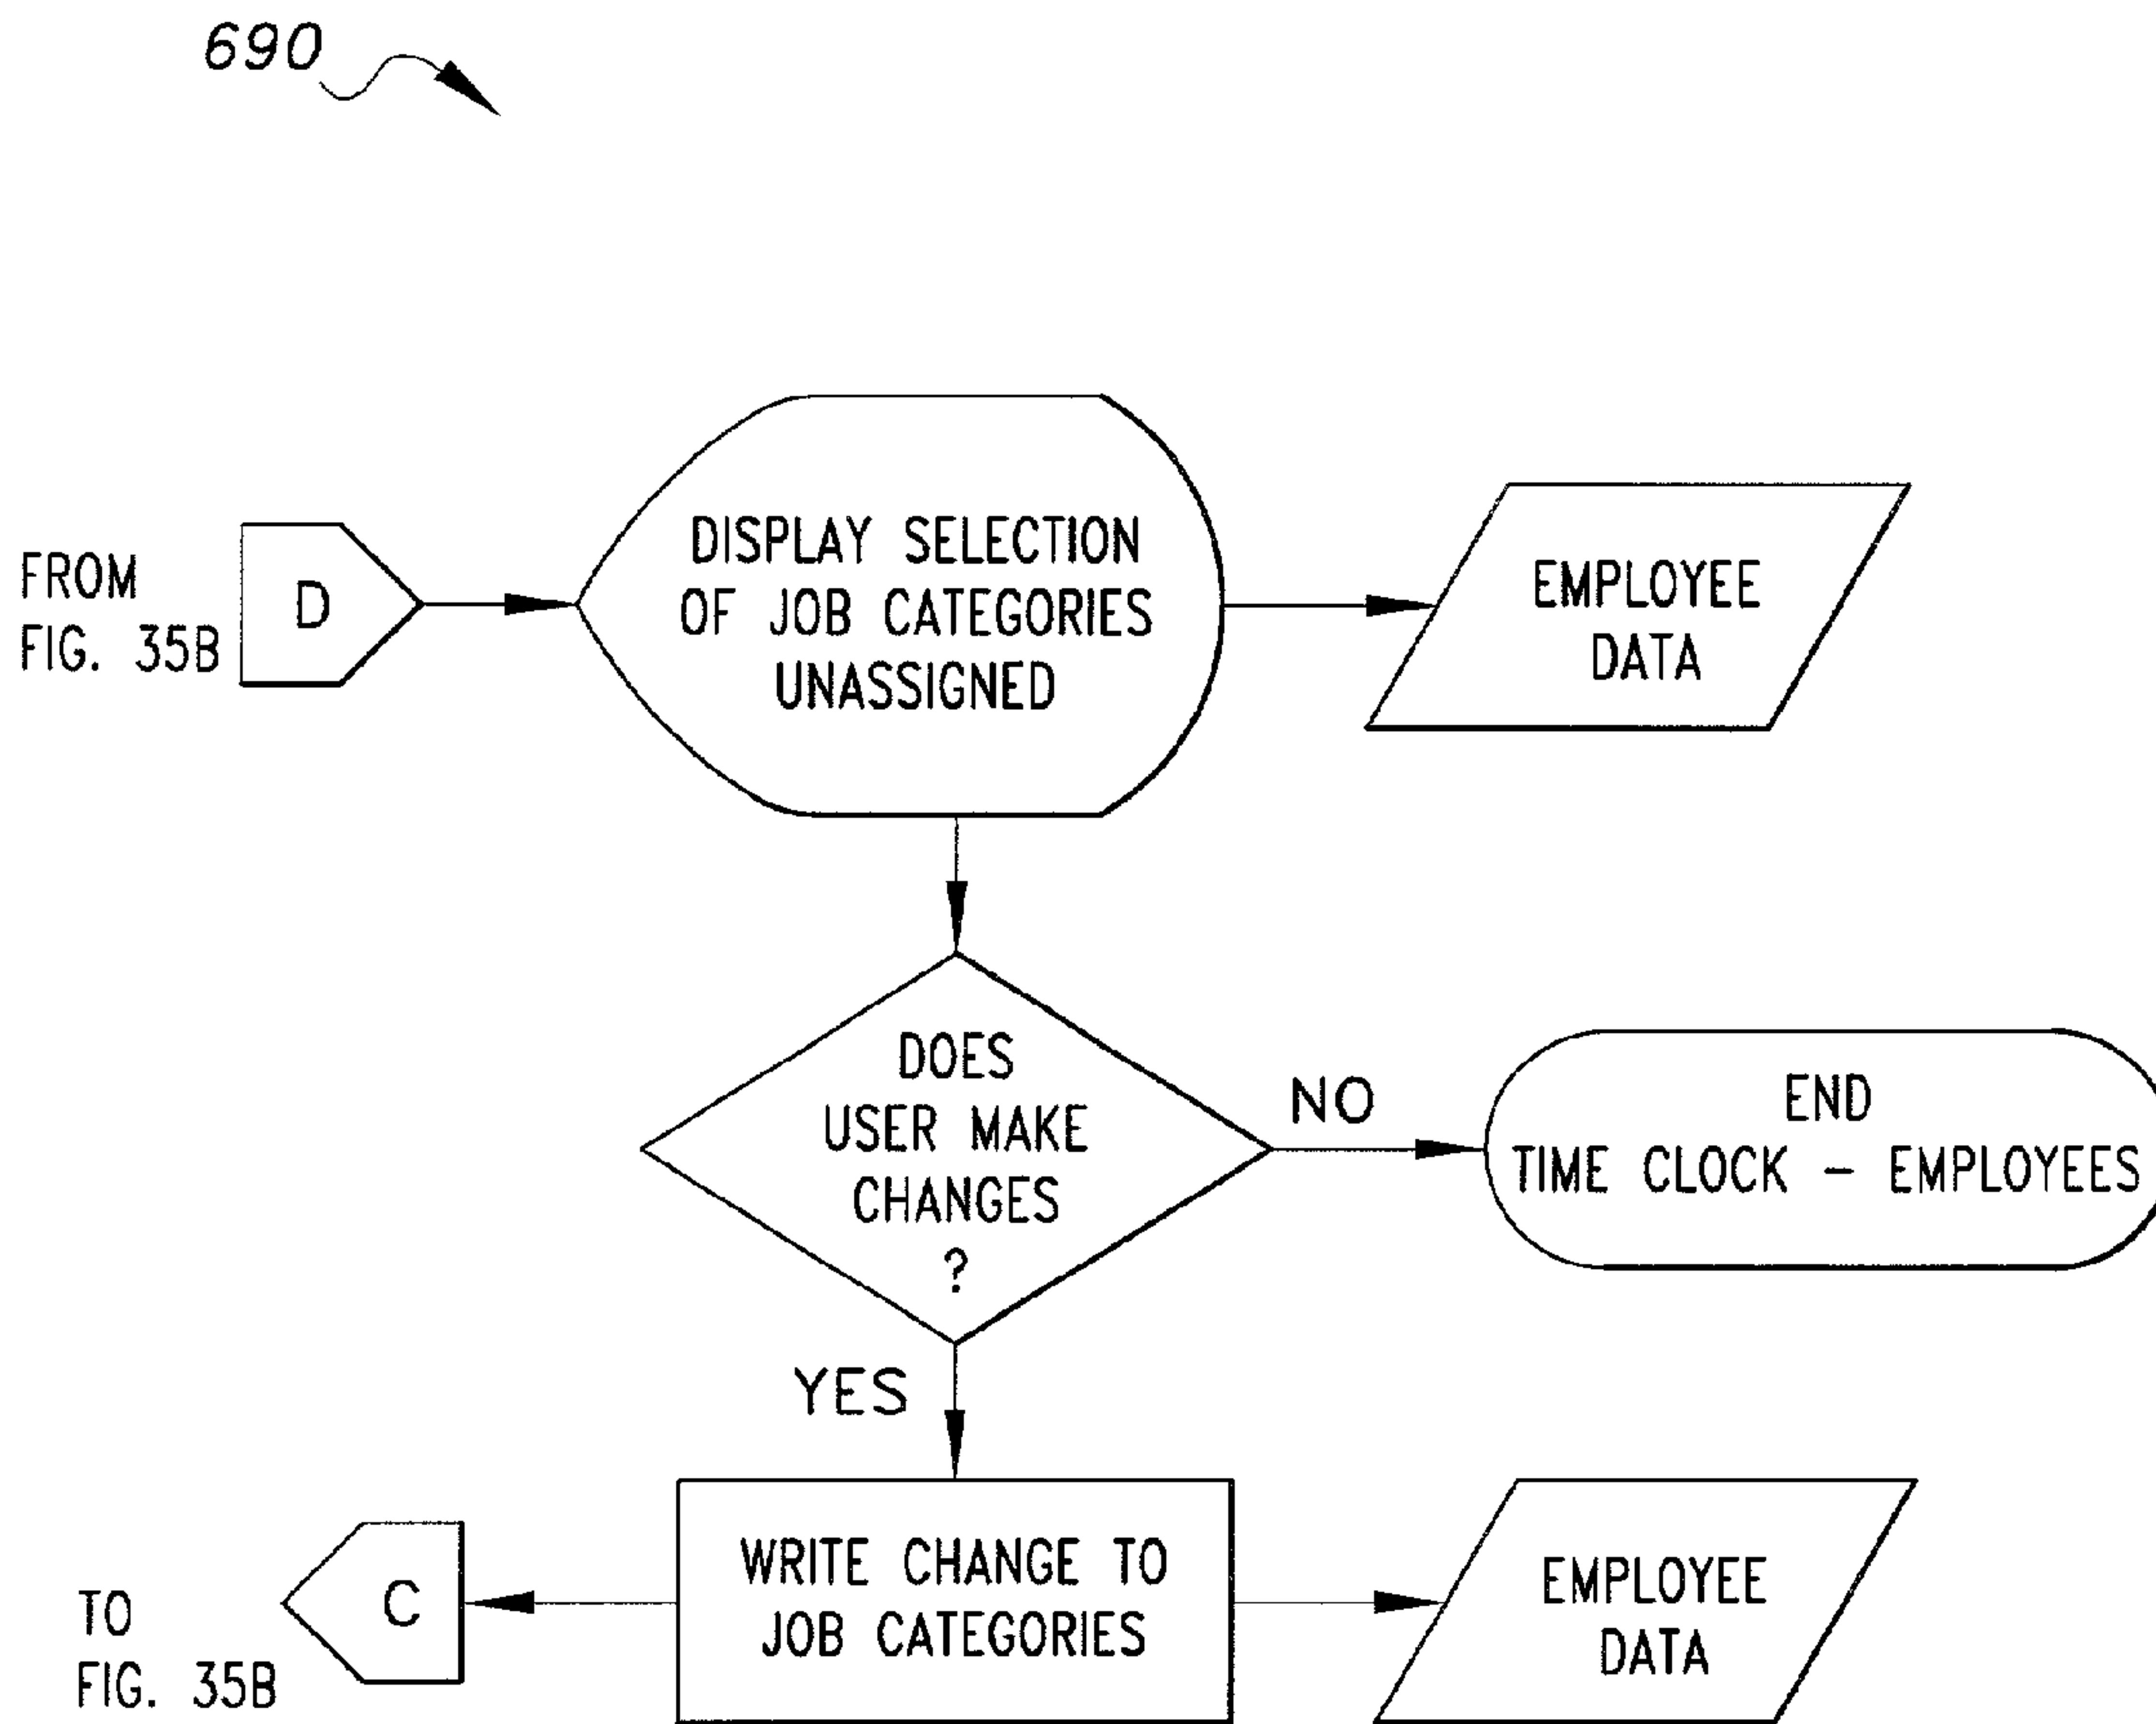 690
FROM
FIG. 35B
D
DISPLAY SELECTION
OF JOB CATEGORIES
UNASSIGNED
EMPLOYEE
DATA
DOES
USER MAKE
CHANGES
?
NO
END
TIME CLOCK – EMPLOYEES
YES
TO
FIG. 35B
C
WRITE CHANGE TO
JOB CATEGORIES
EMPLOYEE
DATA